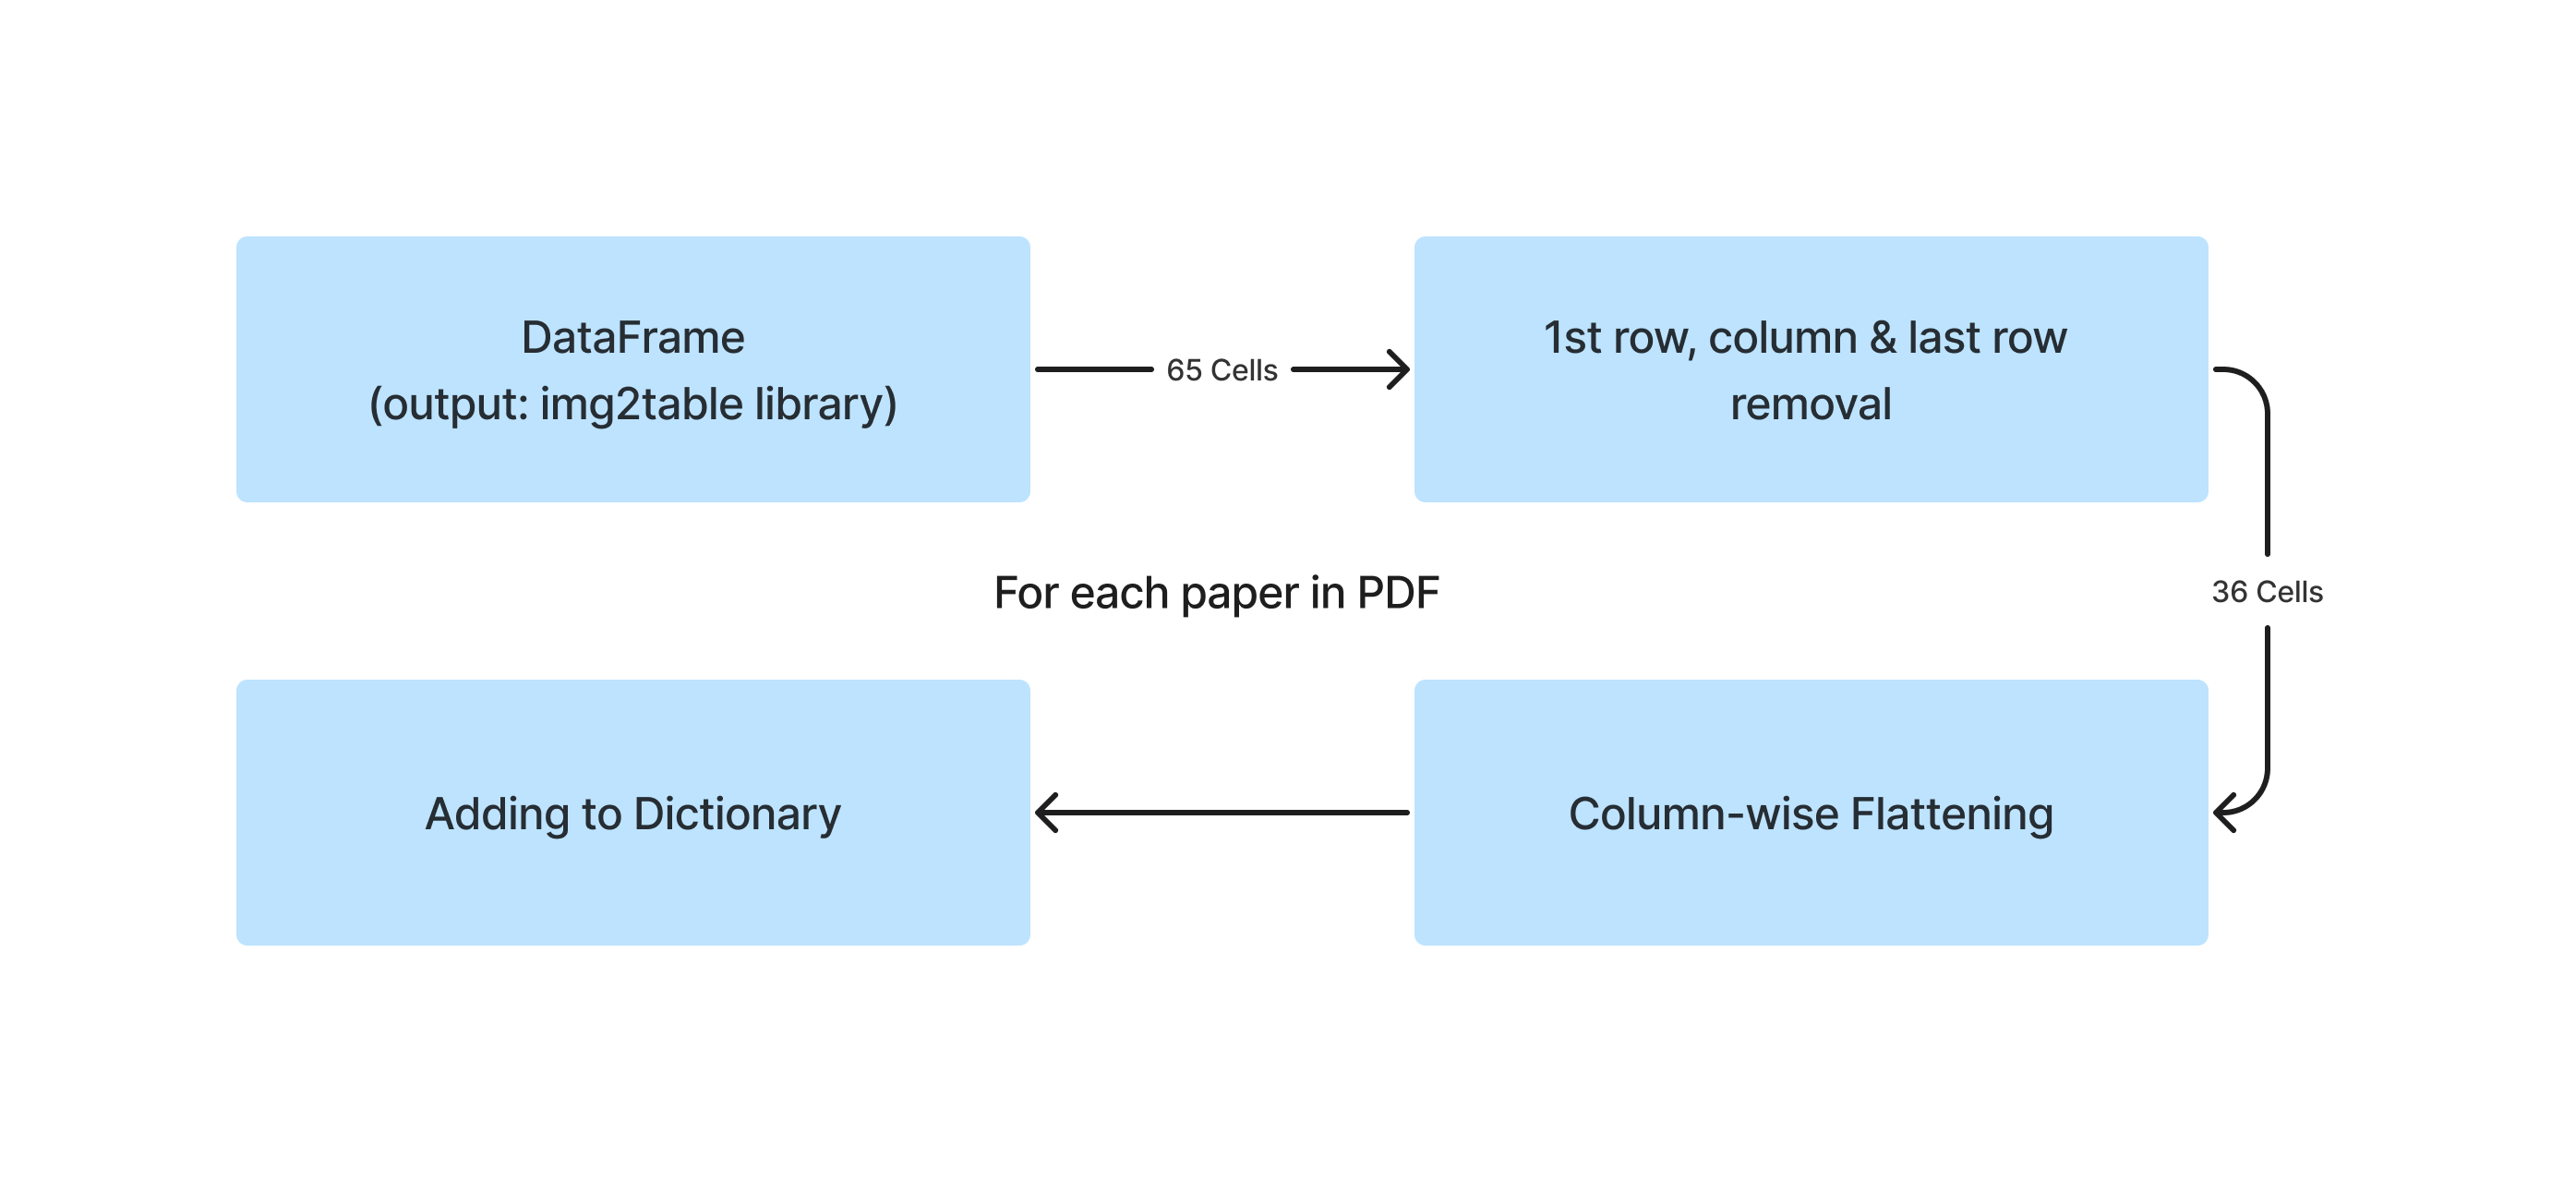 DataFrame
(output: img2table library)
65 Cells
1st row, column & last row
removal
For each paper in PDF
36 Cells
Adding to Dictionary
Column-wise Flattening